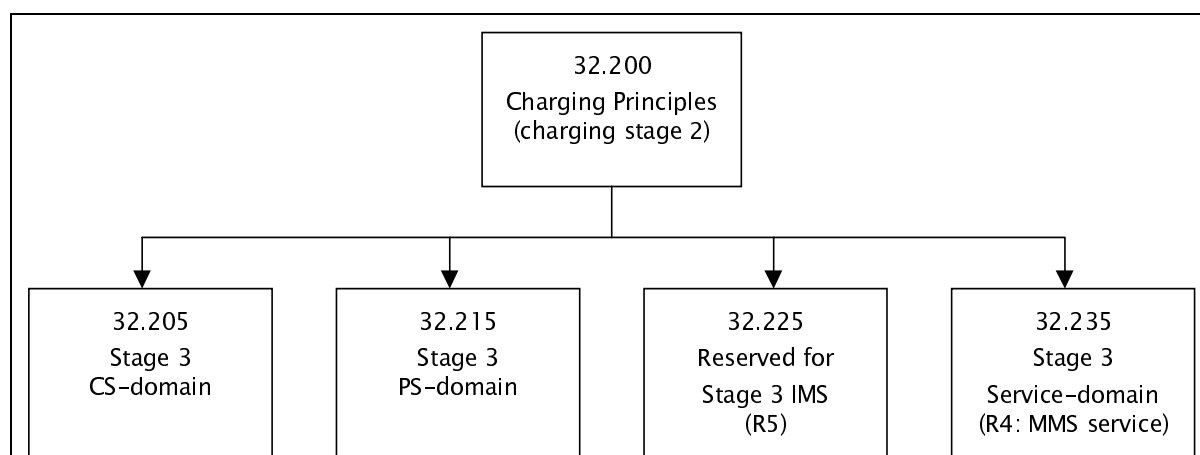 32.200
Charging Principles
(charging stage 2)
32.205
Stage 3
CS-domain
32.215
Stage 3
PS-domain
32.225
Reserved for
Stage 3 IMS
(R5)
32.235
Stage 3
Service-domain
(R4: MMS service)